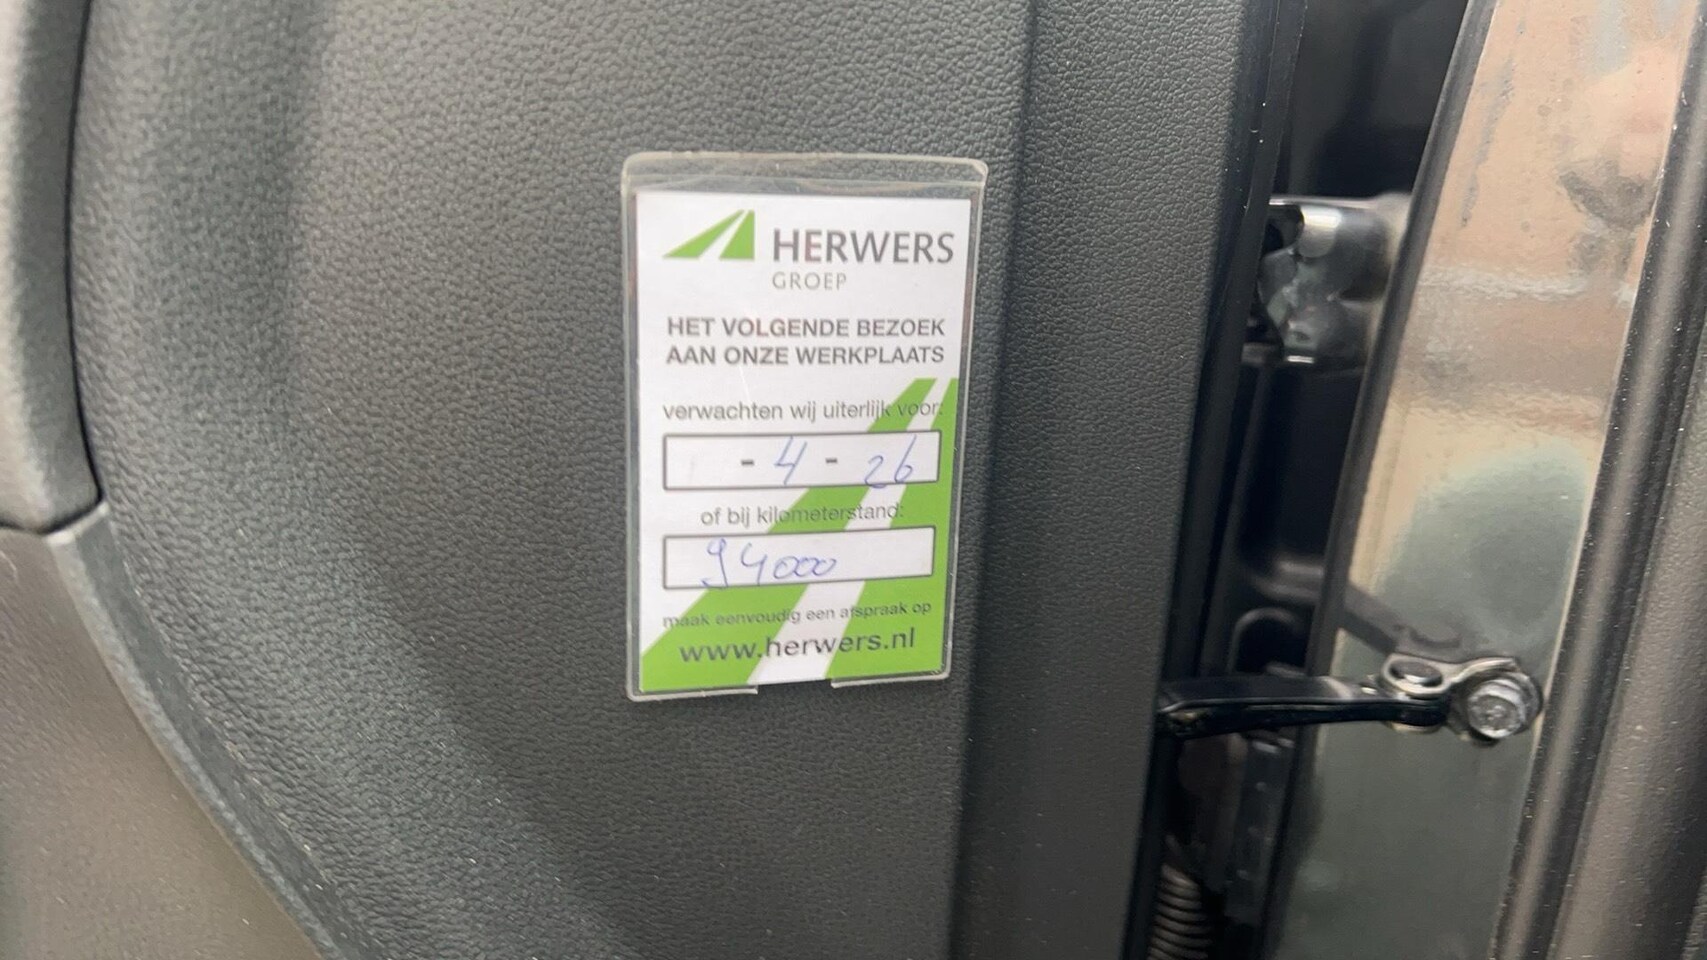 HERWERS
GROEP
HET VOLGENDE BEZOEK
AAN ONZE WERKPLAATS
verwachten wij uiterlijk voor:
- 4 - 26
of bij kilometerstand:
94000
maak eenvoudig een afspraak op
www.herwers.nl